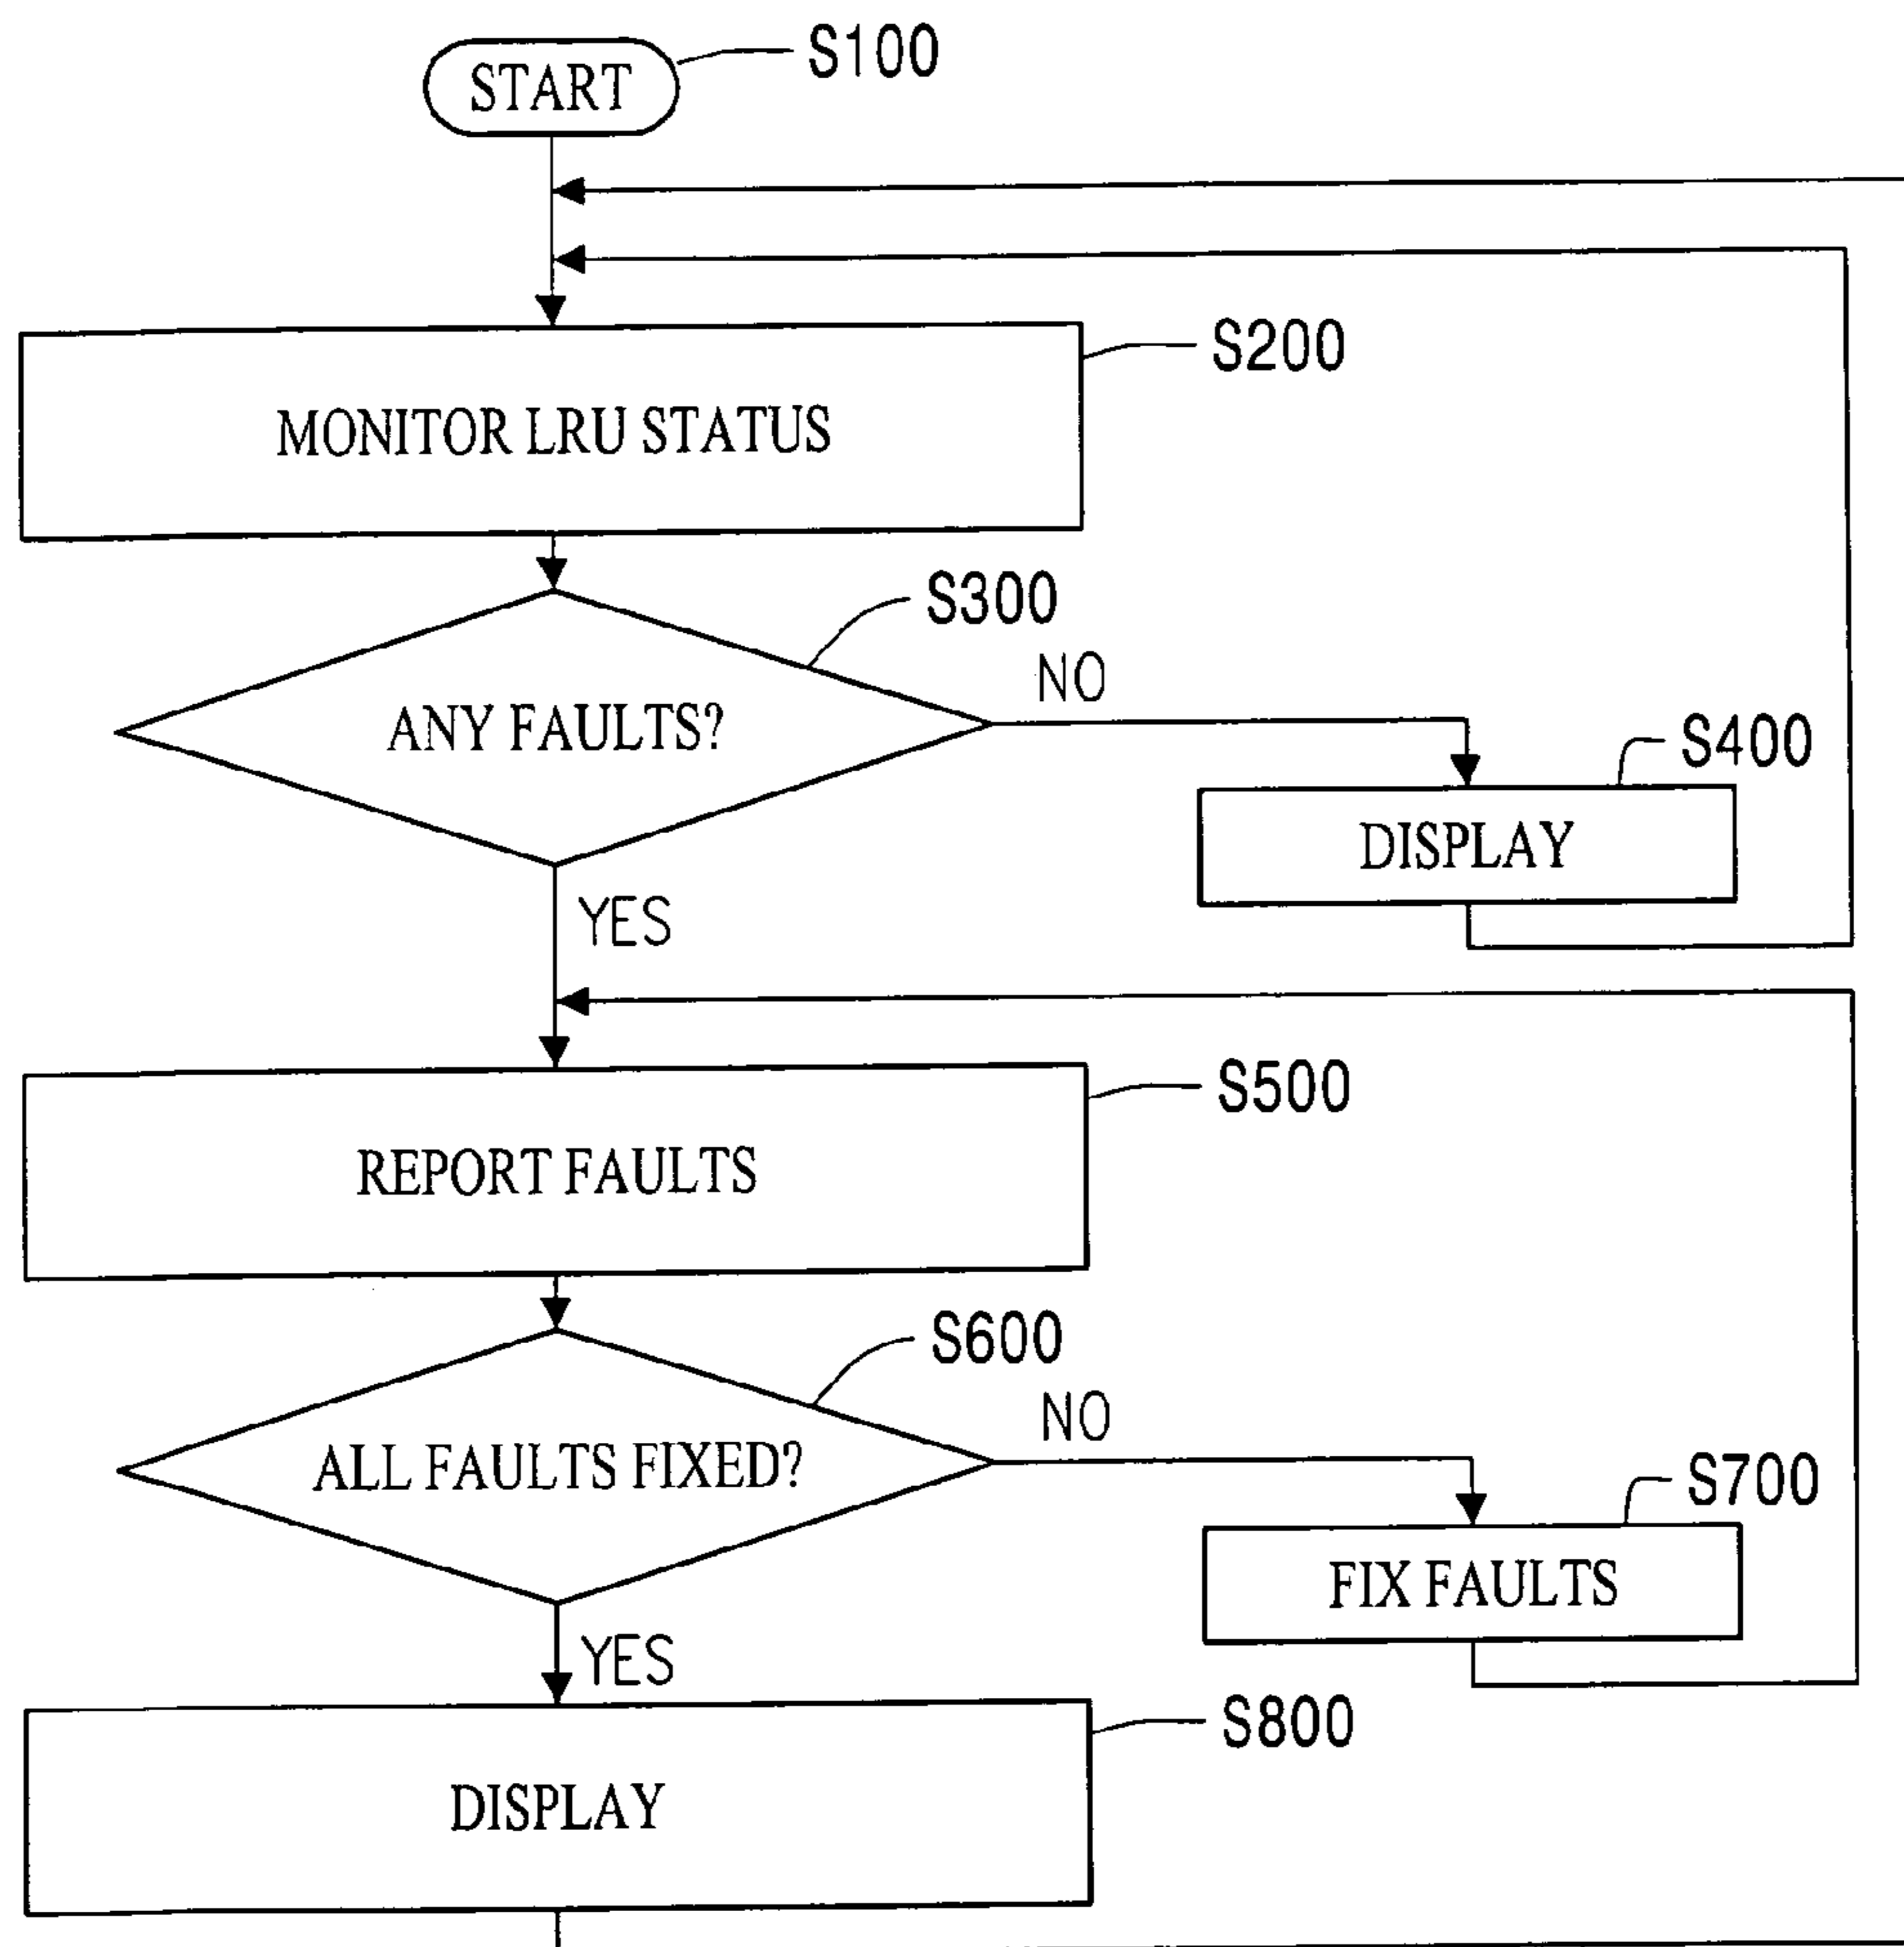 START
S100
S200
MONITOR LRU STATUS
S300
NO
ANY FAULTS?
S400
DISPLAY
YES
S500
REPORT FAULTS
S600
NO
ALL FAULTS FIXED?
S700
FIX FAULTS
YES
S800
DISPLAY